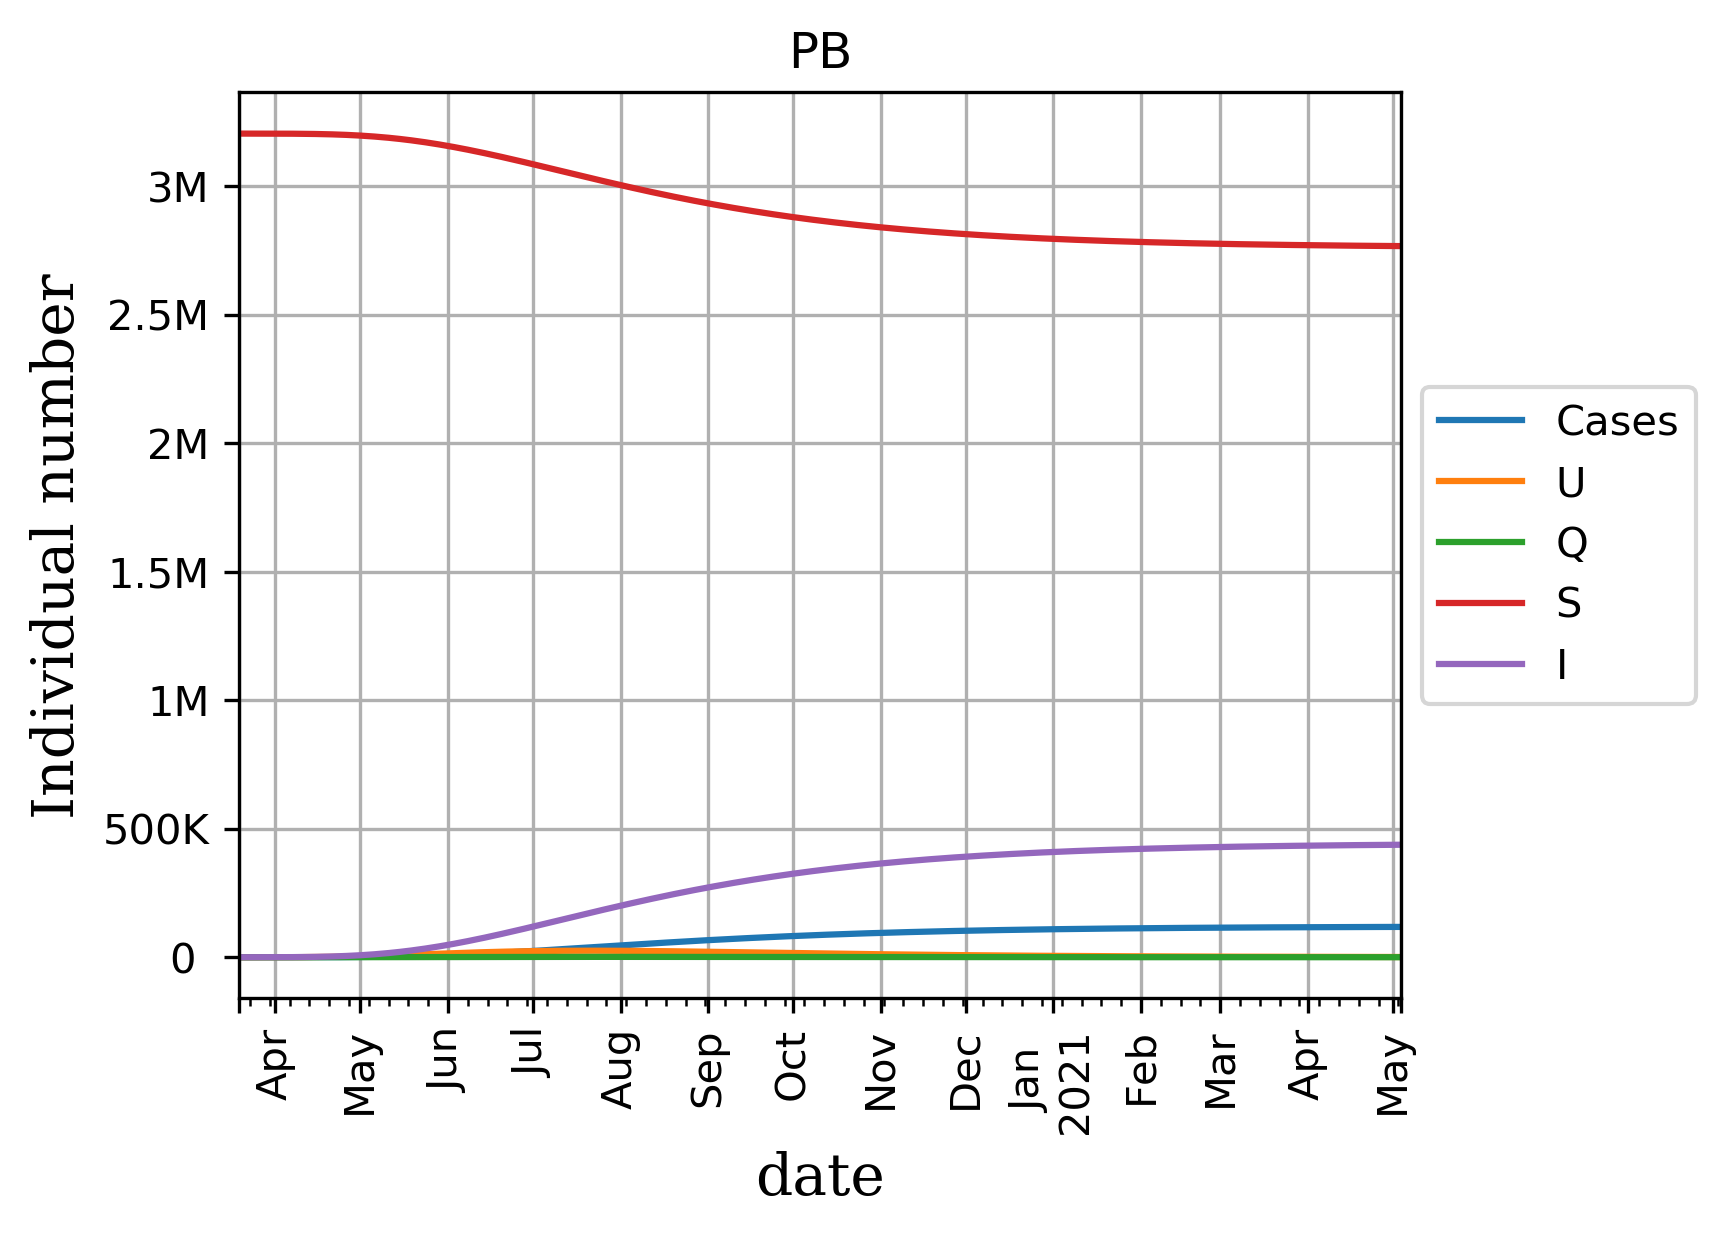 PB
Individual number
3M
2.5M
2M
1.5M
1M
500K
0
Apr
May
Jun
Jul
Aug
Sep
Oct
Nov
Dec
Jan
2021
Feb
Mar
Apr
May
date
Cases
U
Q
S
I